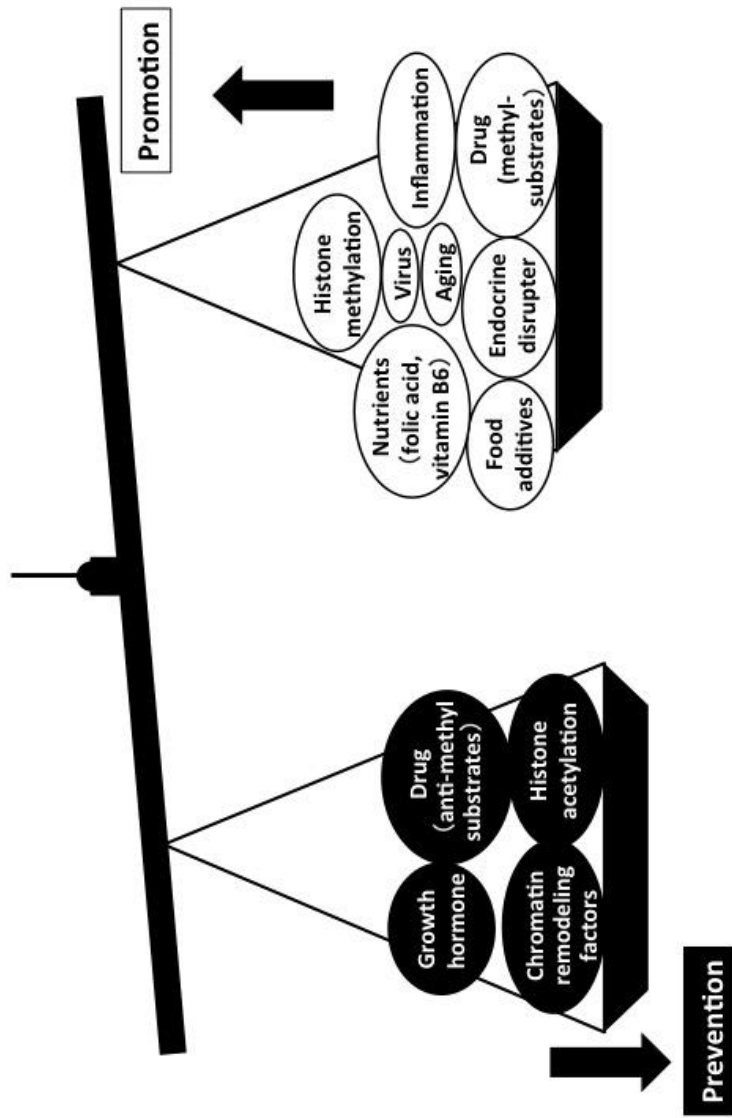 Promotion
Histone
methylation
Nutrients
（folic acid,
vitamin B6）
Virus
Aging
Inflammation
Food
additives
Endocrine
disrupter
Drug
(methyl-
substrates）
Growth
hormone
Drug
（anti-methyl
substrates）
Chromatin
remodeling
factors
Histone
acetylation
Prevention